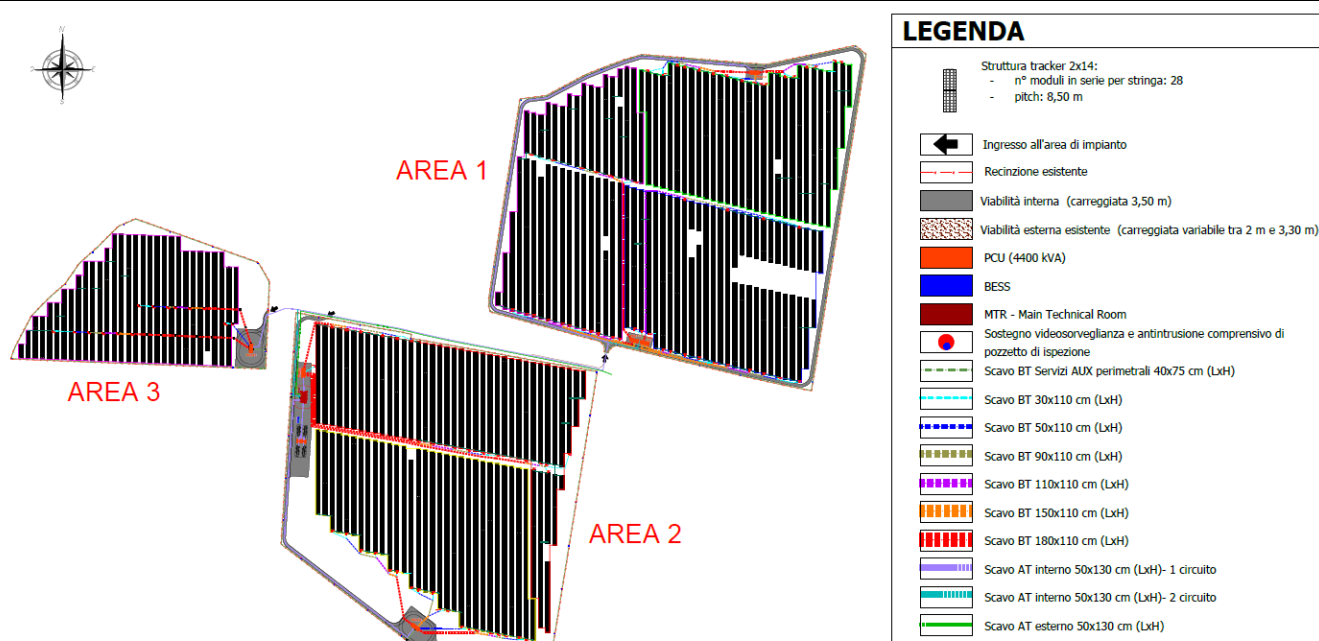 N
S
AREA 1
AREA 3
AREA 2
LEGENDA
Struttura tracker 2x14:
- n° moduli in serie per stringa: 28
- pitch: 8,50 m
Ingresso all'area di impianto
Recinzione esistente
Viabilità interna (carreggiata 3,50 m)
Viabilità esterna esistente (carreggiata variabile tra 2 m e 3,30 m)
PCU (4400 kVA)
BESS
MTR - Main Technical Room
Sostegno videosorveglianza e antintrusione comprensivo di
pozzetto di ispezione
Scavo BT Servizi AUX perimetrali 40x75 cm (LxH)
Scavo BT 30x110 cm (LxH)
Scavo BT 50x110 cm (LxH)
Scavo BT 90x110 cm (LxH)
Scavo BT 110x110 cm (LxH)
Scavo BT 150x110 cm (LxH)
Scavo BT 180x110 cm (LxH)
Scavo AT interno 50x130 cm (LxH)- 1 circuito
Scavo AT interno 50x130 cm (LxH)- 2 circuito
Scavo AT esterno 50x130 cm (LxH)